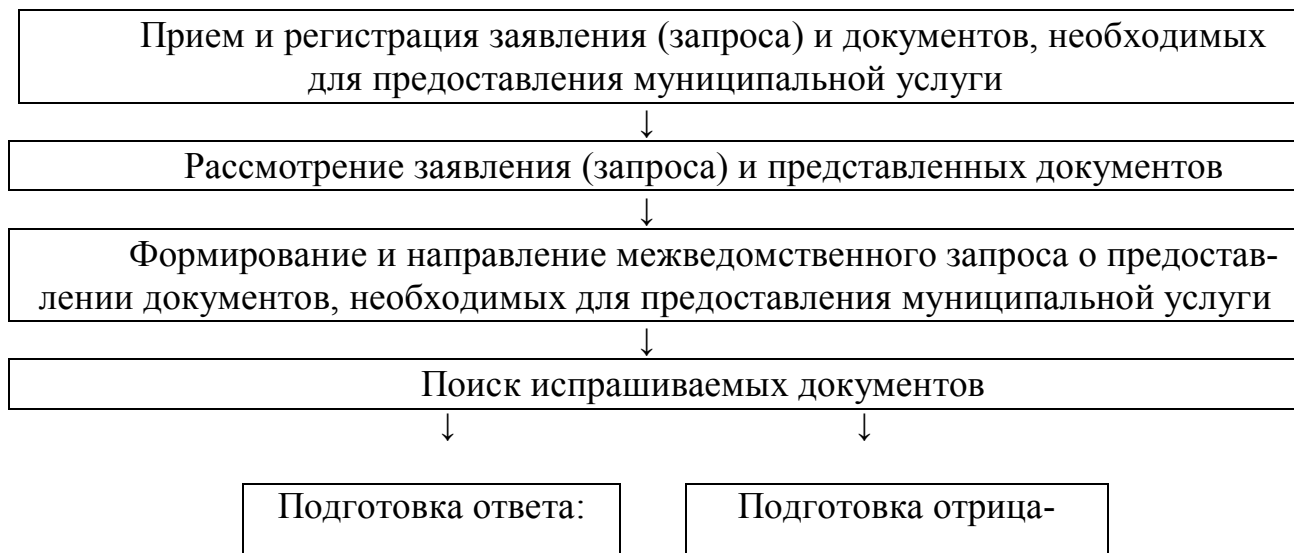 Прием и регистрация заявления (запроса) и документов, необходимых
для предоставления муниципальной услуги
↓
Рассмотрение заявления (запроса) и представленных документов
↓
Формирование и направление межведомственного запроса о предостав-
лении документов, необходимых для предоставления муниципальной услуги
↓
Поиск испрашиваемых документов
↓ ↓
Подготовка ответа:
Подготовка отрица-